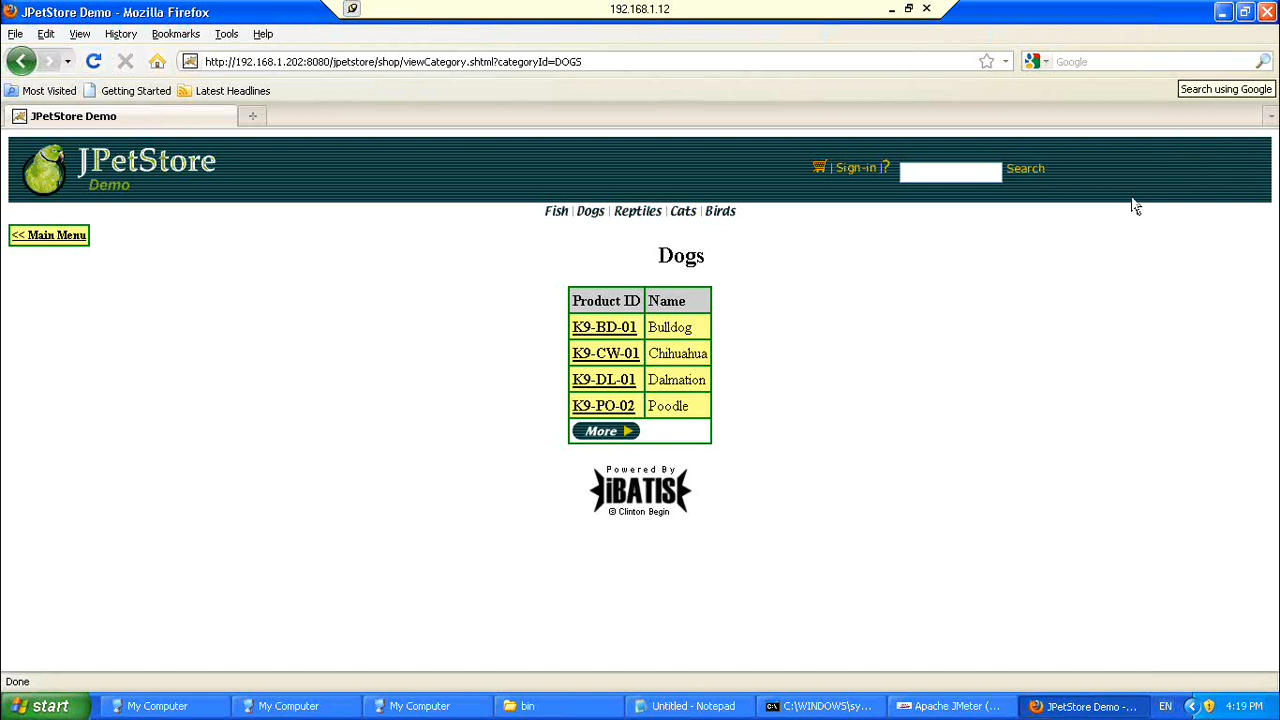 192.168.1.12
JPetStore Demo - Mozilla Firefox
File Edit View History Bookmarks Tools Help
http://192.168.1.202:8080/jpetstore/shop/viewCategory.shtml?categoryId=DOGS
Google
Most Visited Getting Started Latest Headlines
Search using Google
JPetStore Demo
JPetStore
Demo
| Sign-in | ? Search
Fish | Dogs | Reptiles | Cats | Birds
<< Main Menu
Dogs
Product ID Name
K9-BD-01 Bulldog
K9-CW-01 Chihuahua
K9-DL-01 Dalmation
K9-PO-02 Poodle
More
Powered By
iBATIS
© Clinton Begin
Done
start My Computer My Computer My Computer bin Untitled - Notepad C:\WINDOWS\sy... Apache JMeter (... JPetStore Demo -... EN 4:19 PM